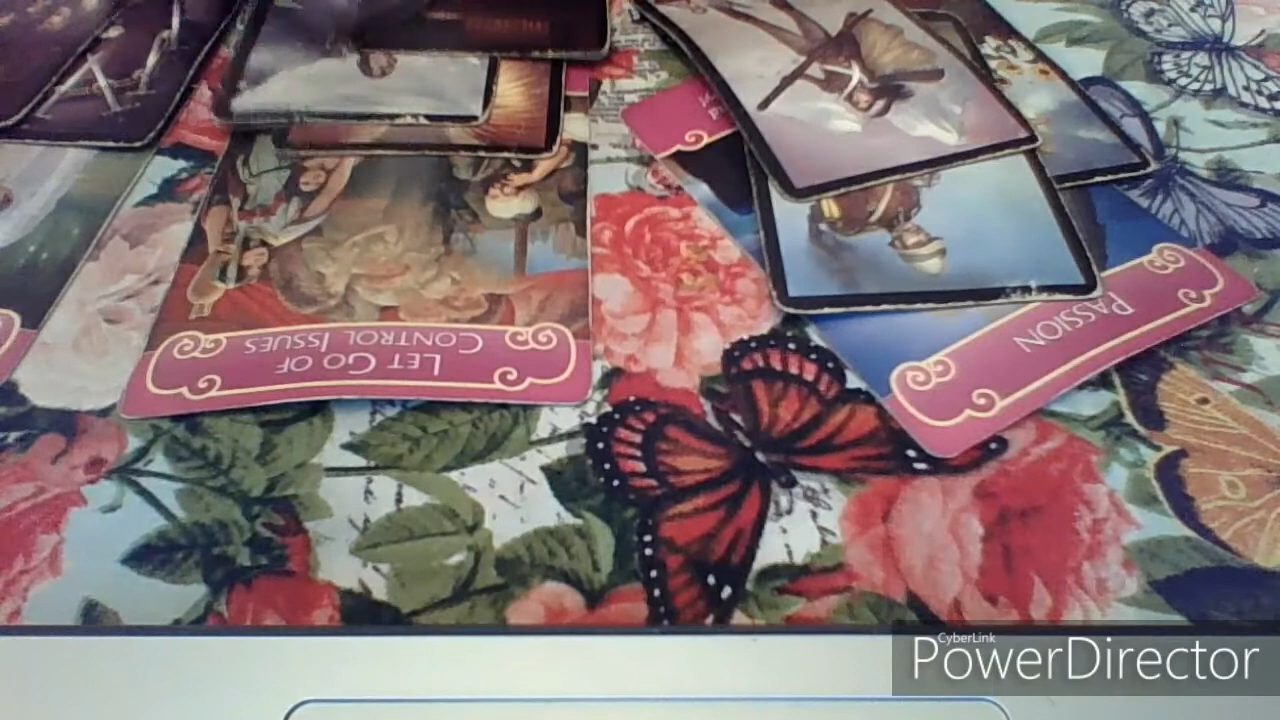 LET GO OF
CONTROL ISSUES
PASSION
CyberLink
PowerDirector